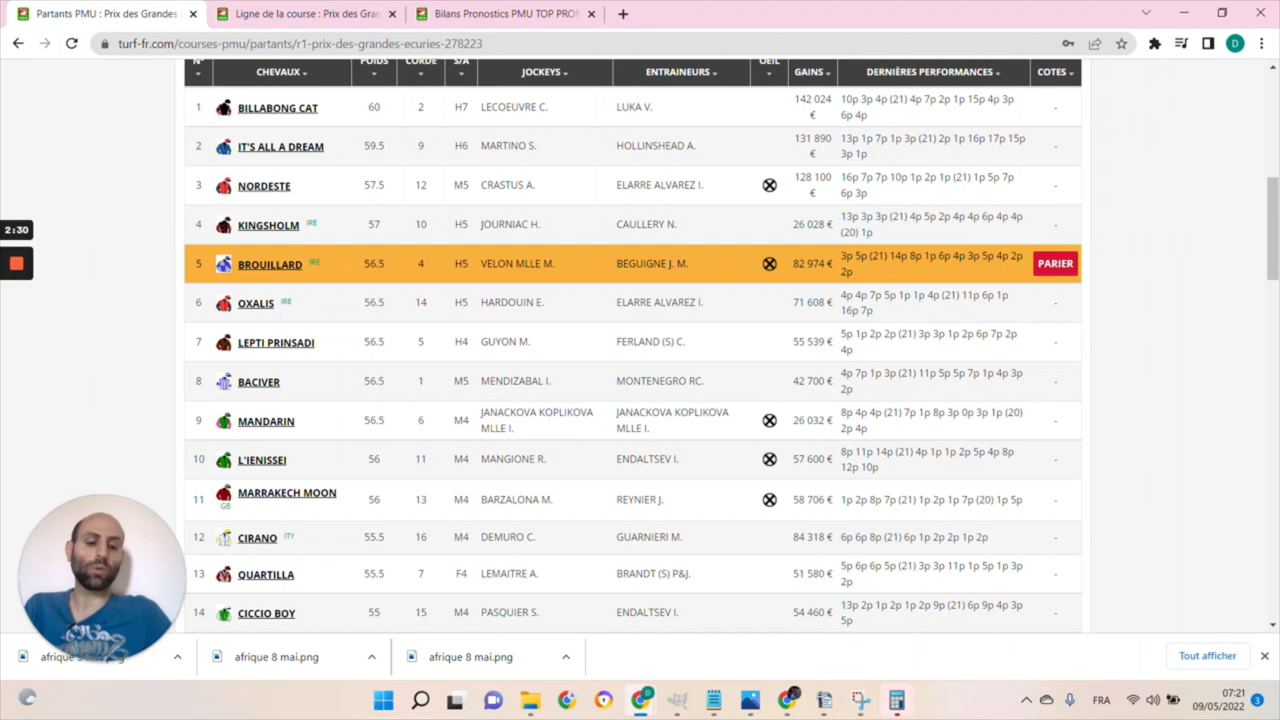 Partants PMU : Prix des Grandes
Ligne de la course : Prix des Gran
Bilans Pronostics PMU TOP PRON
turf-fr.com/courses-pmu/partants/r1-prix-des-grandes-ecuries-278223
D
N° CHEVAUX POIDS CORDE S/A JOCKEYS ENTRAINEURS OEIL GAINS DERNIÈRES PERFORMANCES COTES
1 BILLABONG CAT 60 2 H7 LECOEUVRE C. LUKA V. 142 024 € 10p 3p 4p (21) 4p 7p 2p 1p 15p 4p 3p 6p 4p -
2 IT'S ALL A DREAM 59.5 9 H6 MARTINO S. HOLLINSHEAD A. 131 890 € 13p 1p 7p 1p 3p (21) 2p 1p 16p 17p 15p 3p 1p -
3 NORDESTE 57.5 12 M5 CRASTUS A. ELARRE ALVAREZ I. 128 100 € 16p 7p 7p 10p 1p 2p 1p (21) 1p 5p 7p 6p 3p -
4 KINGSHOLM IRE 57 10 H5 JOURNIAC H. CAULLERY N. 26 028 € 13p 3p 3p (21) 4p 5p 2p 4p 4p 6p 4p 4p (20) 1p -
5 BROUILLARD IRE 56.5 4 H5 VELON MLLE M. BEGUIGNE J. M. 82 974 € 3p 5p (21) 14p 8p 1p 6p 4p 3p 5p 4p 2p 2p PARIER
6 OXALIS IRE 56.5 14 H5 HARDOUIN E. ELARRE ALVAREZ I. 71 608 € 4p 4p 7p 5p 1p 1p 4p (21) 11p 6p 1p 16p 7p -
7 LEPTI PRINSADI 56.5 5 H4 GUYON M. FERLAND (S) C. 55 539 € 5p 1p 2p 2p (21) 3p 3p 1p 2p 6p 7p 2p 4p -
8 BACIVER 56.5 1 M5 MENDIZABAL I. MONTENEGRO RC. 42 700 € 4p 7p 1p 3p (21) 11p 5p 5p 7p 1p 4p 3p 2p -
9 MANDARIN 56.5 6 M4 JANACKOVA KOPLIKOVA MLLE I. JANACKOVA KOPLIKOVA MLLE I. 26 032 € 8p 4p 4p (21) 7p 1p 8p 3p 0p 3p 1p (20) 2p 4p -
10 L'IENISSEI 56 11 M4 MANGIONE R. ENDALTSEV I. 57 600 € 8p 11p 14p (21) 4p 1p 1p 2p 5p 4p 8p 12p 10p -
11 MARRAKECH MOON GB 56 13 M4 BARZALONA M. REYNIER J. 58 706 € 1p 2p 8p 7p (21) 1p 2p 1p 7p (20) 1p 5p -
12 CIRANO ITY 55.5 16 M4 DEMURO C. GUARNIERI M. 84 318 € 6p 6p 8p (21) 6p 1p 2p 2p 1p 2p -
13 QUARTILLA 55.5 7 F4 LEMAITRE A. BRANDT (S) P&J. 51 580 € 5p 6p 6p 5p (21) 3p 3p 11p 1p 5p 1p 3p 2p -
14 CICCIO BOY 55 15 M4 PASQUIER S. ENDALTSEV I. 54 460 € 13p 2p 1p 2p 1p 2p 9p (21) 6p 9p 4p 3p 5p -
2:30
afrique 8 mai.png
afrique 8 mai.png
afrique 8 mai.png
Tout afficher
FRA
07:21
09/05/2022
3